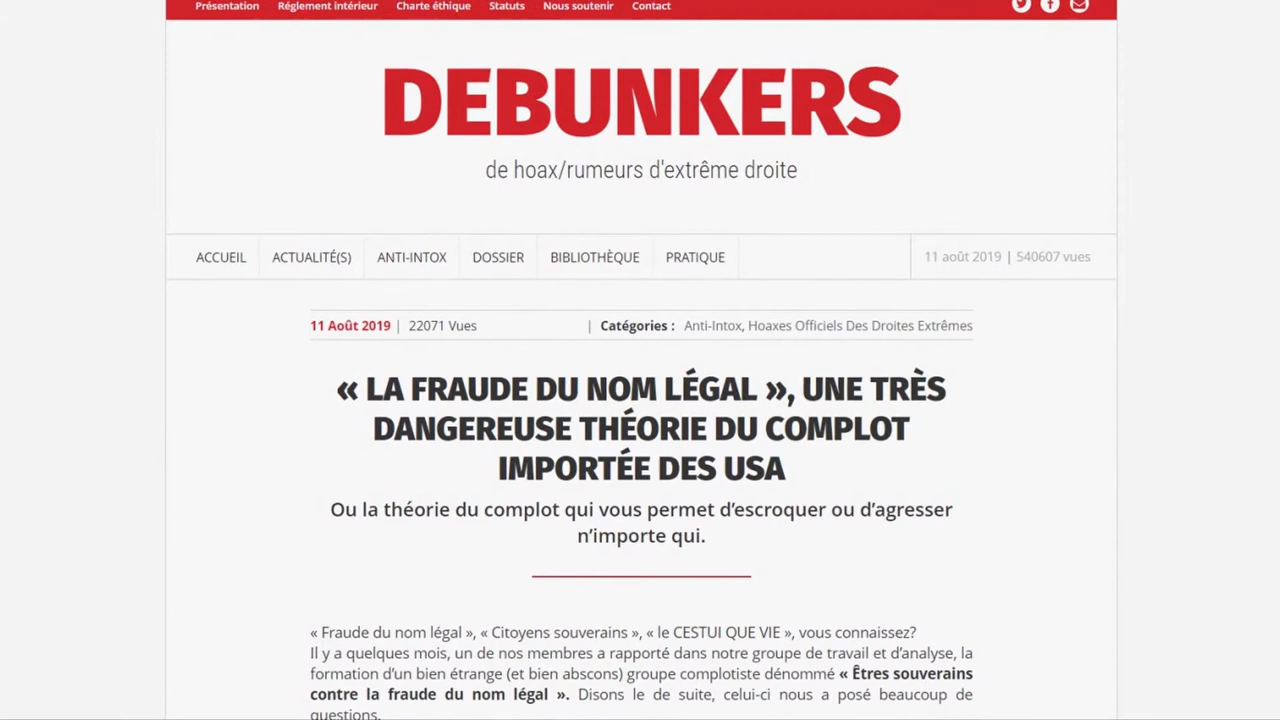 Présentation Réglement intérieur Charte éthique Statuts Nous soutenir Contact
DEBUNKERS
de hoax/rumeurs d'extrême droite
ACCUEIL ACTUALITÉ(S) ANTI-INTOX DOSSIER BIBLIOTHÈQUE PRATIQUE 11 août 2019 | 540607 vues
11 Août 2019 | 22071 Vues | Catégories : Anti-Intox, Hoaxes Officiels Des Droites Extrêmes
« LA FRAUDE DU NOM LÉGAL », UNE TRÈS
DANGEREUSE THÉORIE DU COMPLOT
IMPORTÉE DES USA
Ou la théorie du complot qui vous permet d’escroquer ou d’agresser
n’importe qui.
« Fraude du nom légal », « Citoyens souverains », « le CESTUI QUE VIE », vous connaissez?
Il y a quelques mois, un de nos membres a rapporté dans notre groupe de travail et d’analyse, la
formation d’un bien étrange (et bien abscons) groupe complotiste dénommé « Êtres souverains
contre la fraude du nom légal ». Disons le de suite, celui-ci nous a posé beaucoup de
questions.